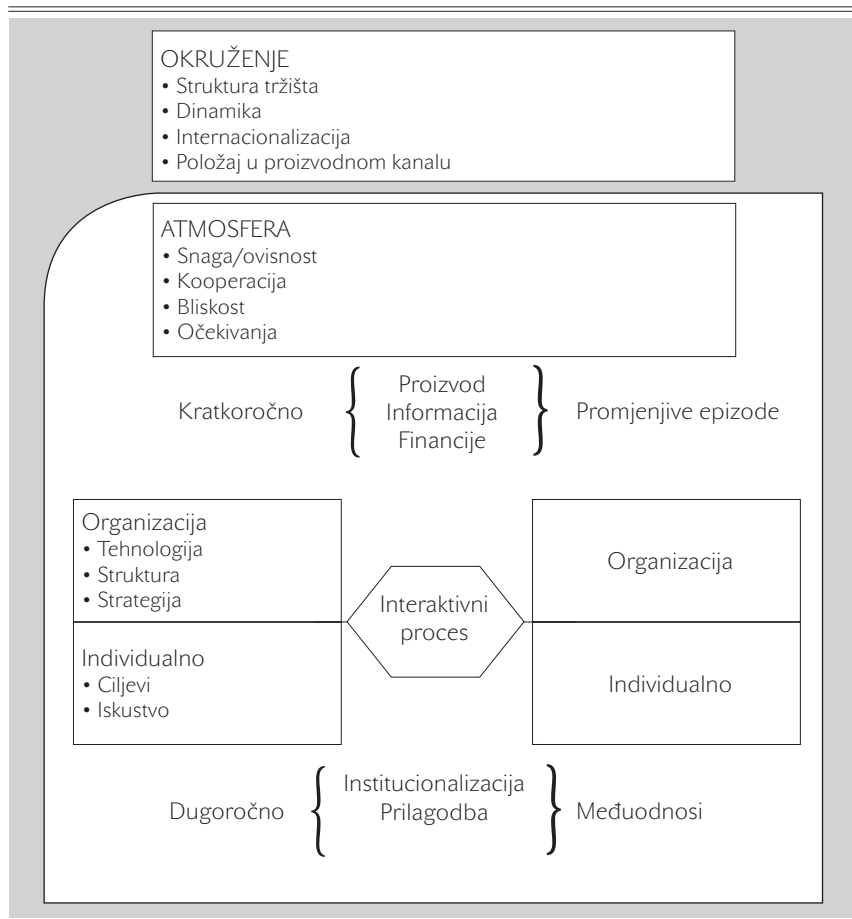 OKRUŽENJE
• Struktura tržišta
• Dinamika
• Internacionalizacija
• Položaj u proizvodnom kanalu
ATMOSFERA
• Snaga/ovisnost
• Kooperacija
• Bliskost
• Očekivanja
Kratkoročno
Proizvod
Informacija
Financije
Promjenjive epizode
Organizacija
• Tehnologija
• Struktura
• Strategija
Individualno
• Ciljevi
• Iskustvo
Interaktivni
proces
Organizacija
Individualno
Dugoročno
Institucionalizacija
Prilagodba
Međuodnosi